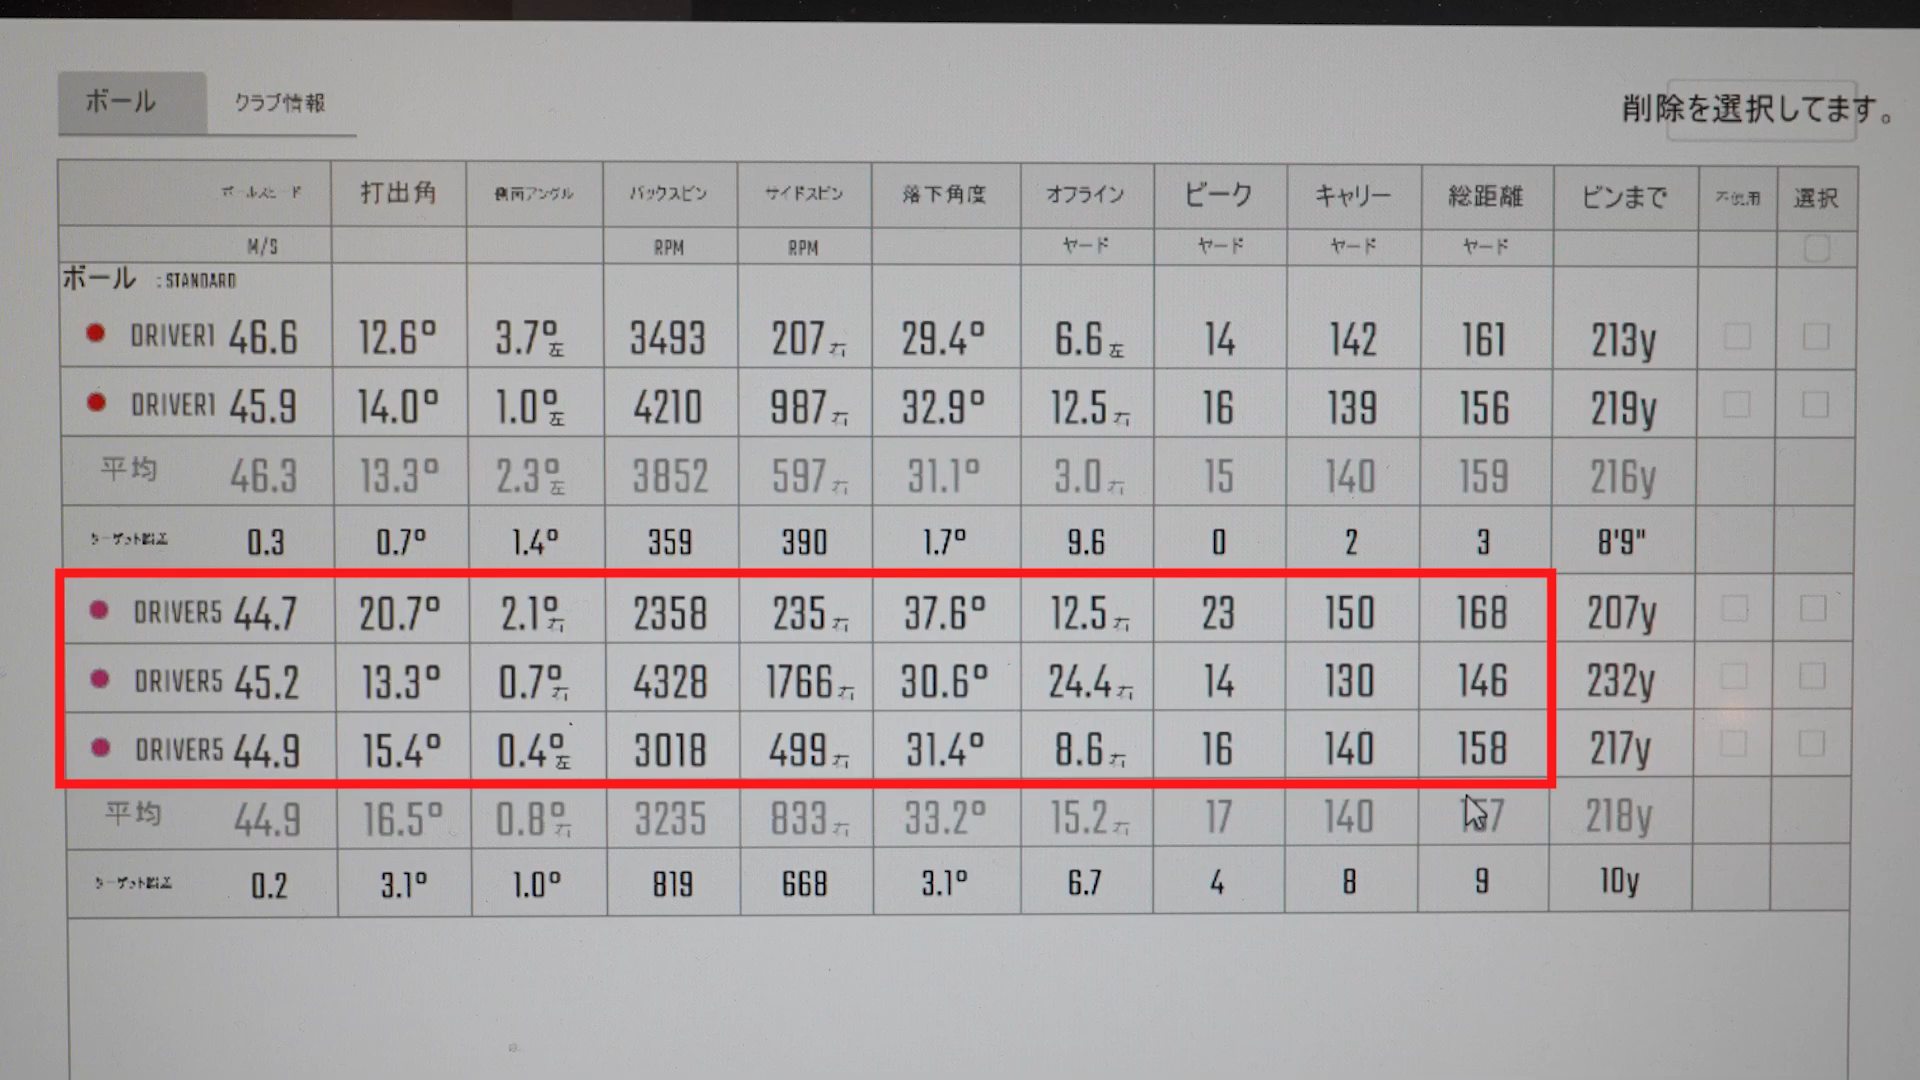 ボール クラブ情報 削除を選択してます。
ボールスピード 打出角 側面アングル バックスピン サイドスピン 落下角度 オフライン ピーク キャリー 総距離 ピンまで 不使用 選択
M/S RPM RPM ヤード ヤード ヤード ヤード
ボール :STANDARD
DRIVER1 46.6 12.6° 3.7°左 3493 207右 29.4° 6.6左 14 142 161 213y
DRIVER1 45.9 14.0° 1.0°左 4210 987右 32.9° 12.5右 16 139 156 219y
平均 46.3 13.3° 2.3°左 3852 597右 31.1° 3.0右 15 140 159 216y
0.3 0.7° 1.4° 359 390 1.7° 9.6 0 2 3 8'9"
DRIVER5 44.7 20.7° 2.1°右 2358 235右 37.6° 12.5右 23 150 168 207y
DRIVER5 45.2 13.3° 0.7°右 4328 1766右 30.6° 24.4右 14 130 146 232y
DRIVER5 44.9 15.4° 0.4°左 3018 499右 31.4° 8.6右 16 140 158 217y
平均 44.9 16.5° 0.8°右 3235 833右 33.2° 15.2右 17 140 157 218y
0.2 3.1° 1.0° 819 668 3.1° 6.7 4 8 9 10y